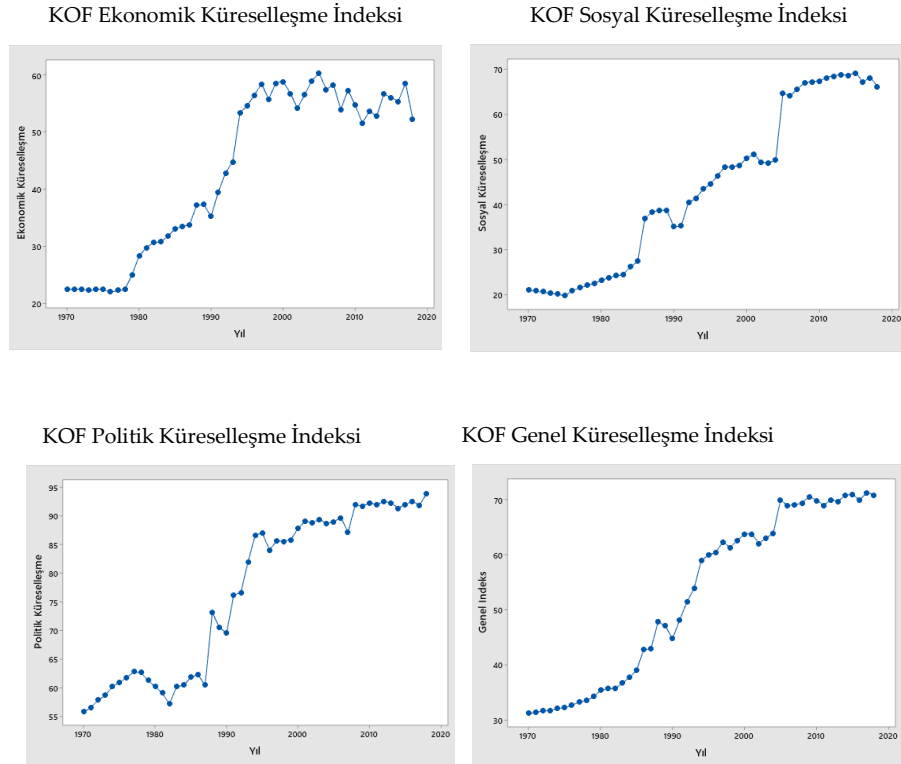 KOF Ekonomik Küreselleşme İndeksi
Ekonomik Küreselleşme
60
50
40
30
20
1970 1980 1990 2000 2010 2020
Yıl
KOF Sosyal Küreselleşme İndeksi
Sosyal Küreselleşme
70
60
50
40
30
20
1970 1980 1990 2000 2010 2020
Yıl
KOF Politik Küreselleşme İndeksi
Politik Küreselleşme
95
90
85
80
75
70
65
60
55
1970 1980 1990 2000 2010 2020
Yıl
KOF Genel Küreselleşme İndeksi
Genel Indeks
70
60
50
40
30
1970 1980 1990 2000 2010 2020
Yıl